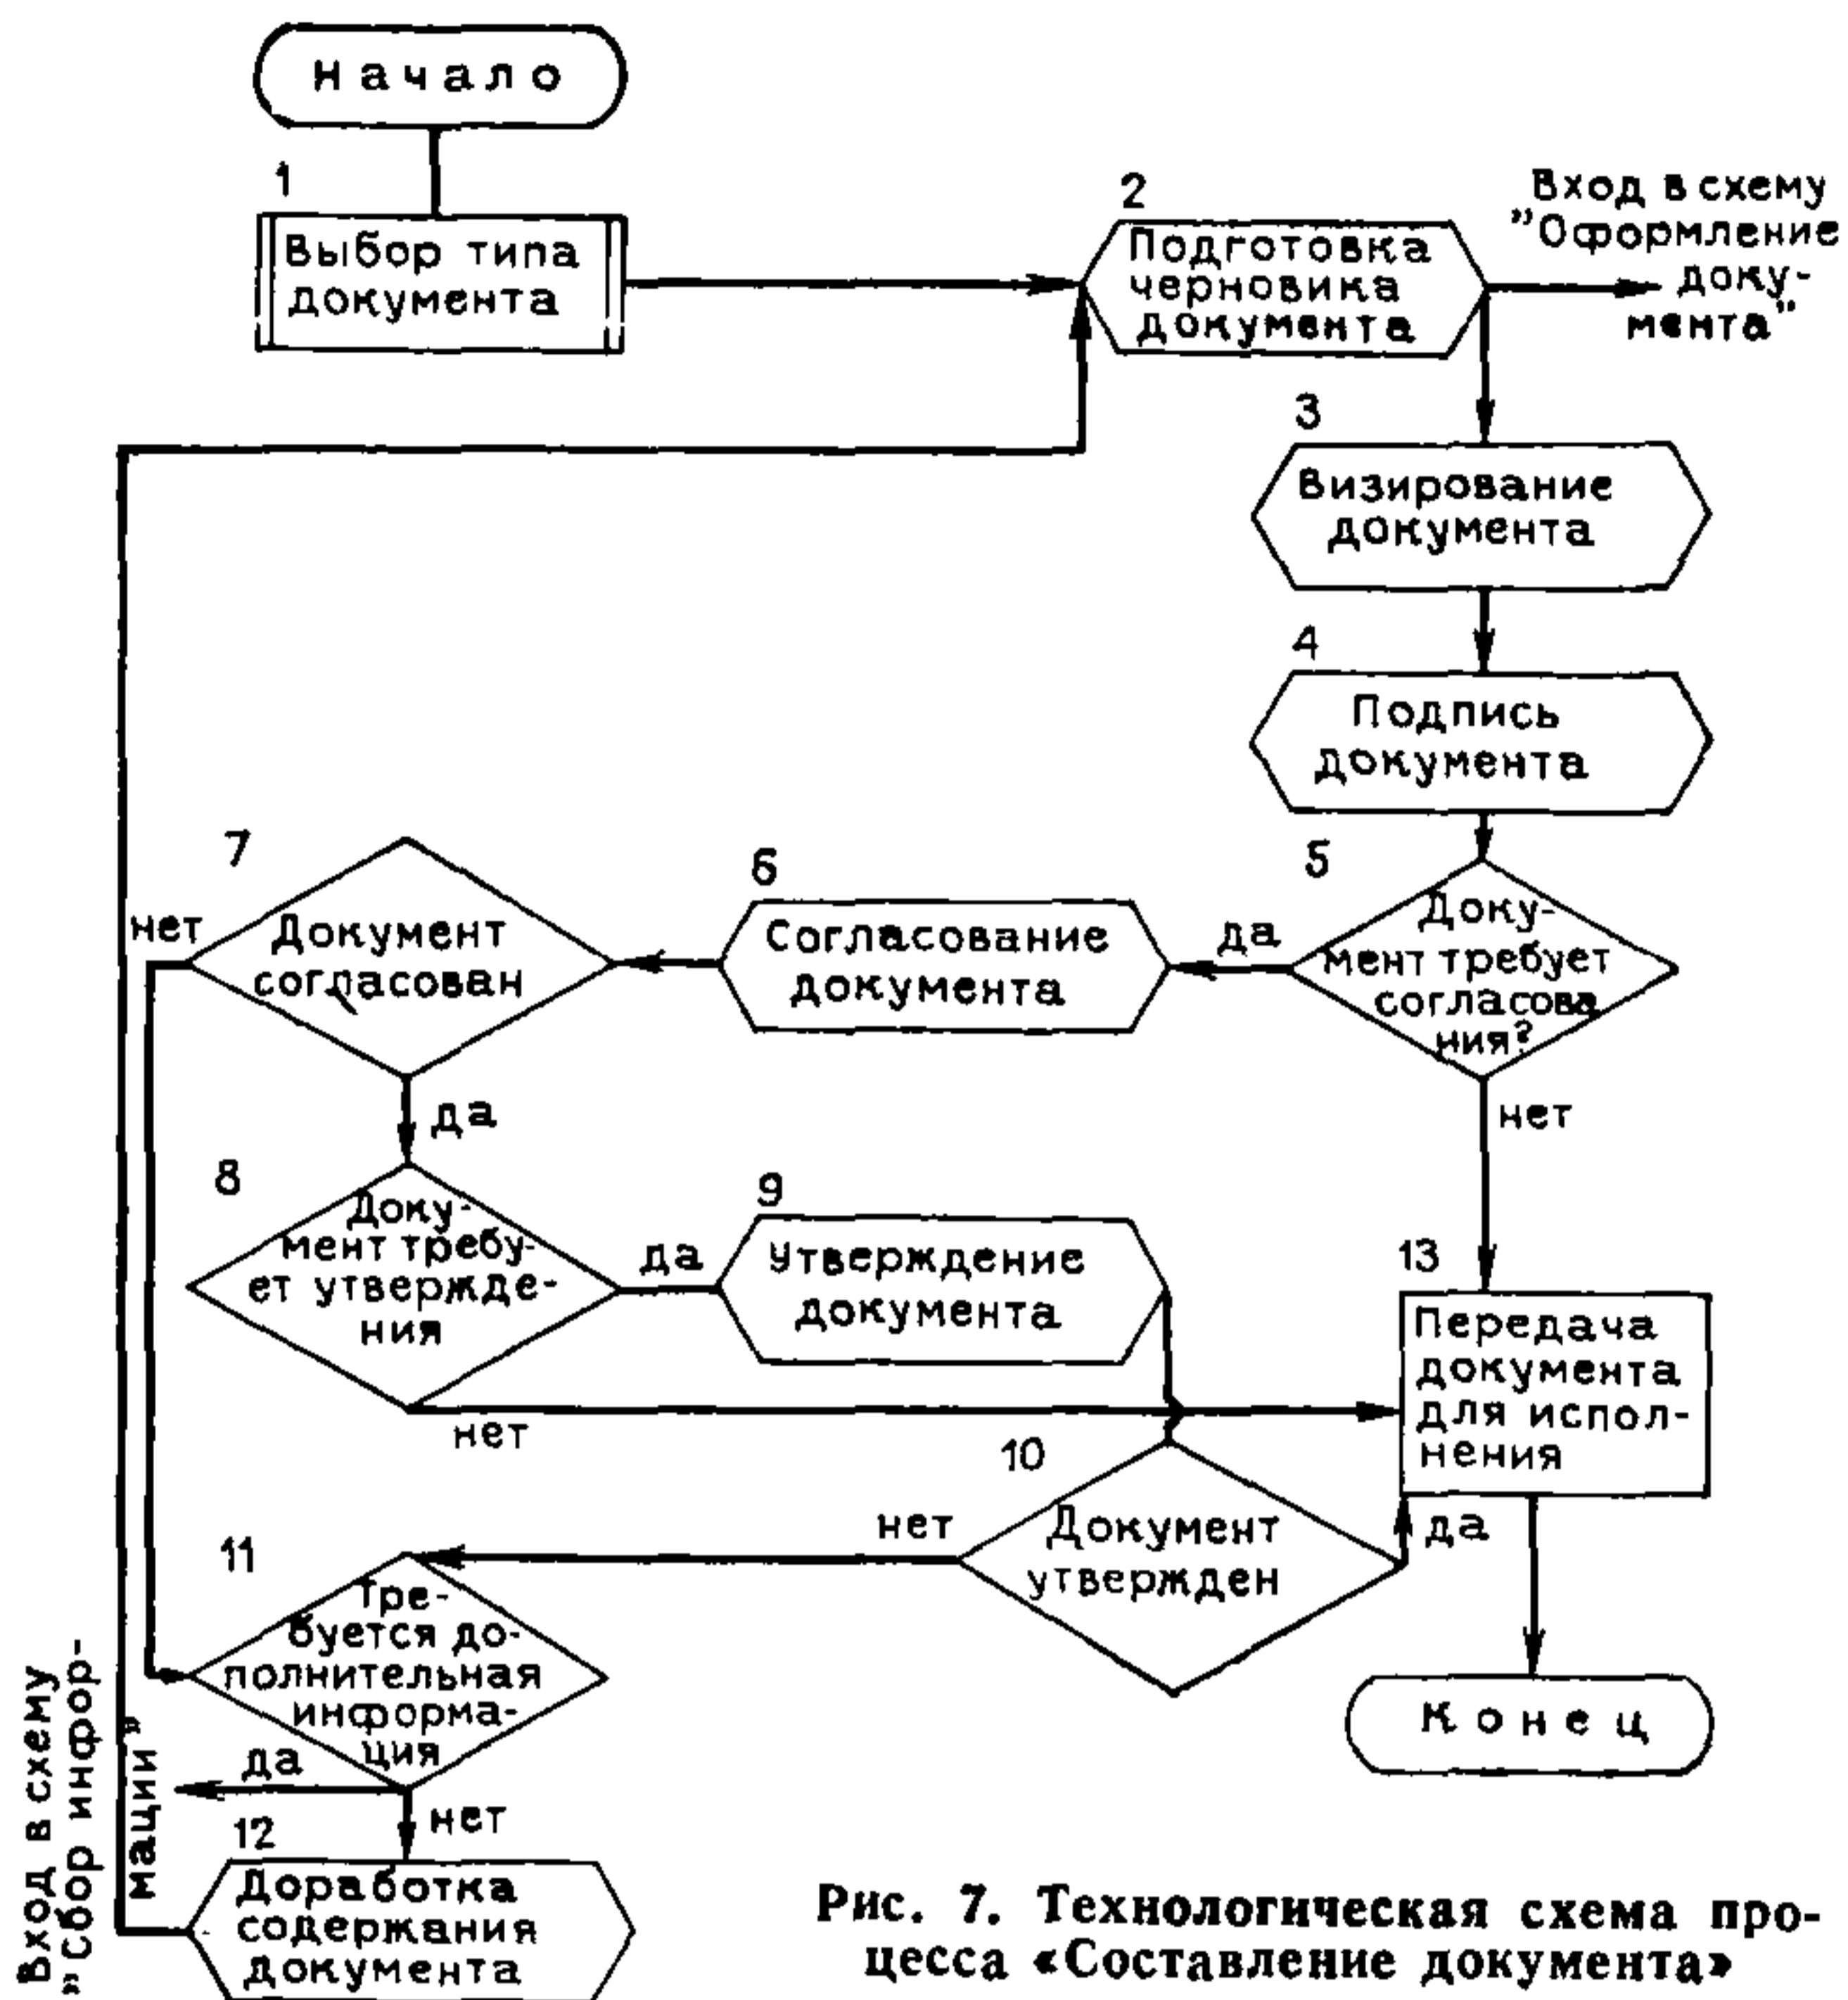 Начало
1
Выбор типа
документа
2
Подготовка
черновика
документа
Вход в схему
"Оформление
доку-
мента"
3
Визирование
документа
4
Подпись
документа
5
Доку-
мент требует
согласова
ния?
да
нет
6
Согласование
документа
7
Документ
согласован
нет
да
8
Доку-
мент требу-
ет утвержде-
ния
да
нет
9
Утверждение
документа
10
Документ
утвержден
нет
да
13
Передача
документа
для испол-
нения
Конец
11
Тре-
буется до-
полнительная
информа-
ция
да
нет
12
Доработка
содержания
документа
Вход в схему
"Сбор инфор-
мации"
Рис. 7. Технологическая схема про-
цесса «Составление документа»